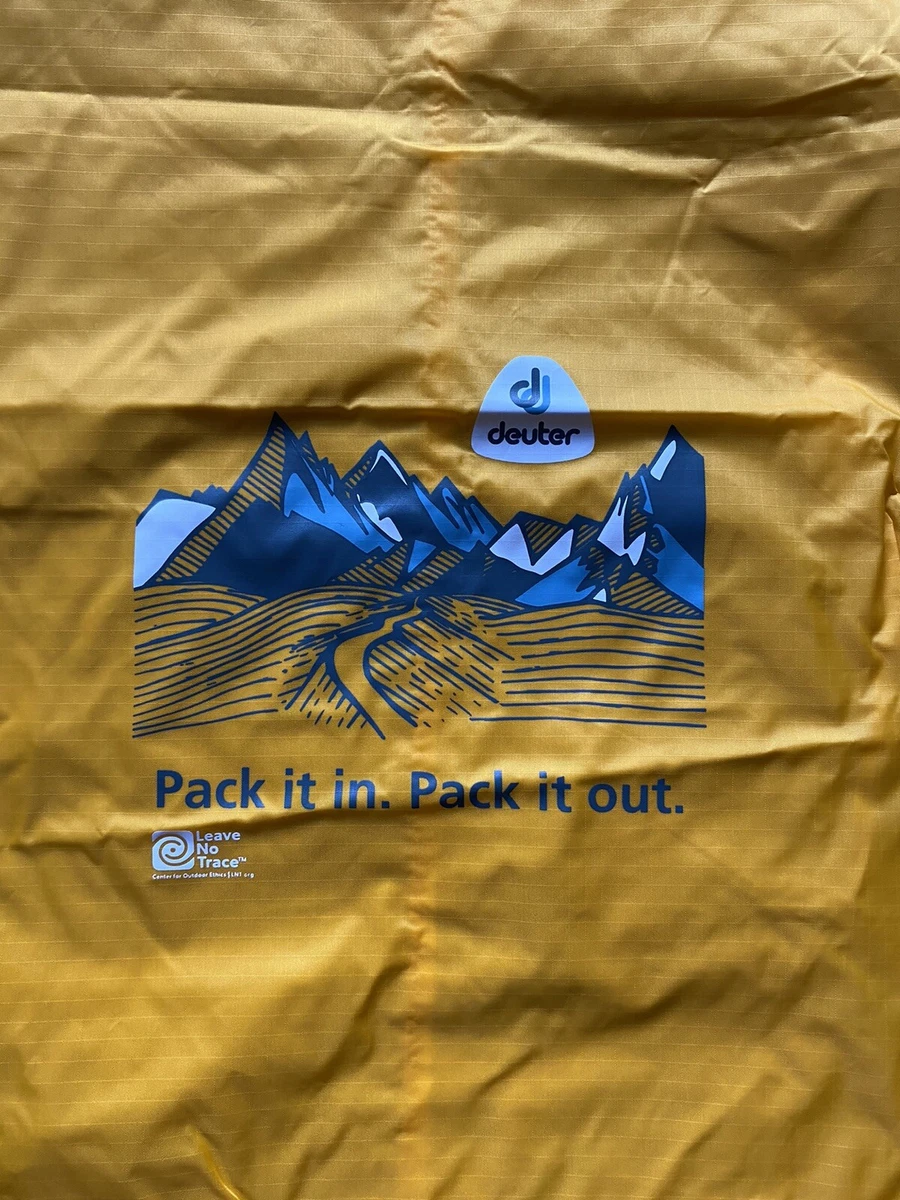 deuter
Pack it in. Pack it out.
Leave
No
Trace™
Center for Outdoor Ethics | LNT.org